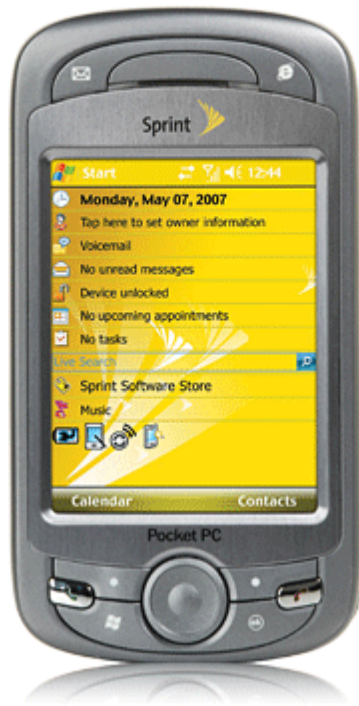 Sprint
Start 12:44
Monday, May 07, 2007
Tap here to set owner information
Voicemail
No unread messages
Device unlocked
No upcoming appointments
No tasks
Live Search
Sprint Software Store
Music
Calendar Contacts
Pocket PC
ok